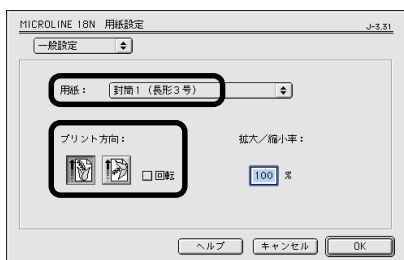 MICROLINE 18N 用紙設定 J-3.31
一般設定
用紙： 封筒1（長形3号）
プリント方向： 拡大／縮小率：
回転 100 %
ヘルプ キャンセル OK